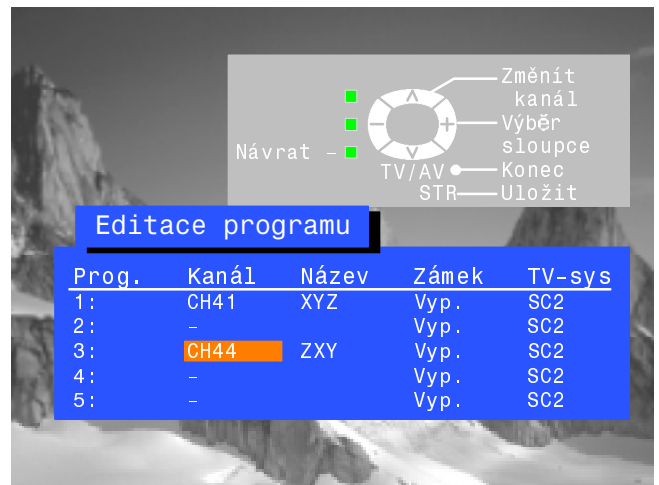 Změnít
kanál
Výběr
sloupce
Návrat –
TV/AV Konec
STR Uložit
Editace programu
Prog. Kanál Název Zámek TV-sys
1: CH41 XYZ Vyp. SC2
2: – Vyp. SC2
3: CH44 ZXY Vyp. SC2
4: – Vyp. SC2
5: – Vyp. SC2